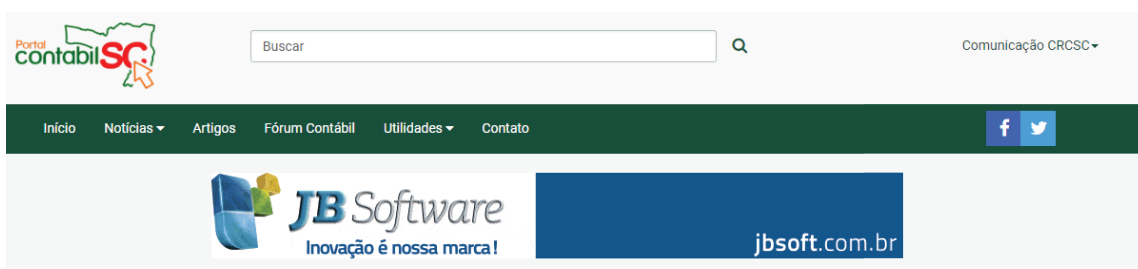 Portal
contabilSC
Buscar
Comunicação CRCSC
Início Notícias Artigos Fórum Contábil Utilidades Contato
f
JB Software
Inovação é nossa marca!
jbsoft.com.br